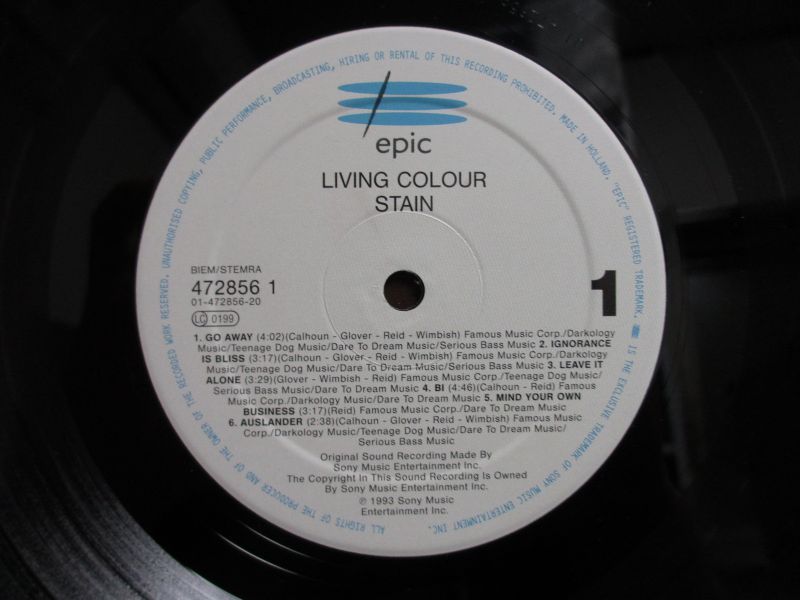 ALL RIGHTS OF THE PRODUCER AND OF THE OWNER OF THE RECORDED WORK RESERVED. UNAUTHORISED COPYING, PUBLIC PERFORMANCE, BROADCASTING, HIRING OR RENTAL OF THIS RECORDING PROHIBITED. MADE IN HOLLAND. "EPIC" REGISTERED TRADEMARK. IS THE EXCLUSIVE TRADEMARK OF SONY MUSIC ENTERTAINMENT INC.
epic
LIVING COLOUR
STAIN
BIEM/STEMRA
472856 1
01-472856-20
LC 0199
1
1. GO AWAY (4:02)(Calhoun - Glover - Reid - Wimbish) Famous Music Corp./Darkology
Music/Teenage Dog Music/Dare To Dream Music/Serious Bass Music 2. IGNORANCE
IS BLISS (3:17)(Calhoun - Glover - Reid - Wimbish) Famous Music Corp./Darkology
Music/Teenage Dog Music/Dare To Dream Music/Serious Bass Music 3. LEAVE IT
ALONE (3:29)(Glover - Wimbish - Reid) Famous Music Corp./Teenage Dog Music/
Serious Bass Music/Dare To Dream Music 4. BI (4:46)(Calhoun - Reid) Famous
Music Corp./Darkology Music/Dare To Dream Music 5. MIND YOUR OWN
BUSINESS (3:17)(Reid) Famous Music Corp./Dare To Dream Music
6. AUSLANDER (2:38)(Calhoun - Glover - Reid - Wimbish) Famous Music
Corp./Darkology Music/Teenage Dog Music/Dare To Dream Music/
Serious Bass Music
Original Sound Recording Made By
Sony Music Entertainment Inc.
The Copyright In This Sound Recording Is Owned
By Sony Music Entertainment Inc.
℗ 1993 Sony Music
Entertainment Inc.